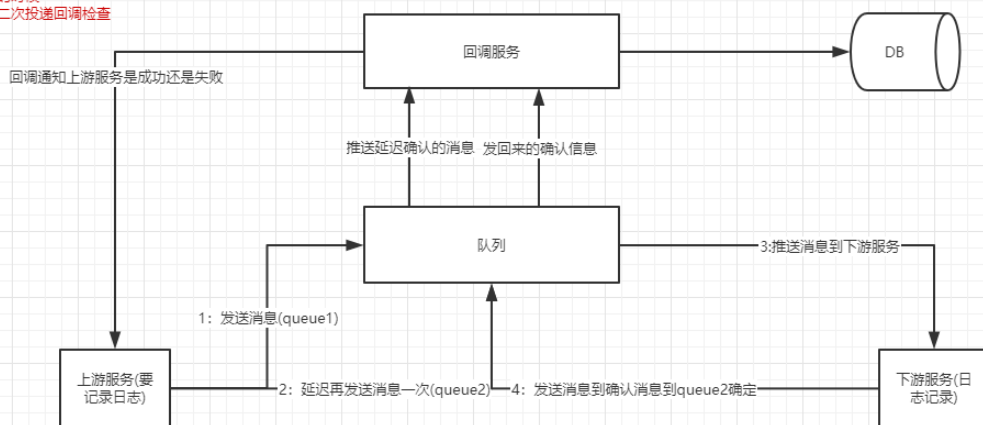 二次投递回调检查
回调服务
DB
回调通知上游服务是成功还是失败
推送延迟确认的消息
发回来的确认信息
队列
3:推送消息到下游服务
1：发送消息(queue1)
上游服务(要
记录日志)
2：延迟再发送消息一次(queue2)
4：发送消息到确认消息到queue2确定
下游服务(日
志记录)